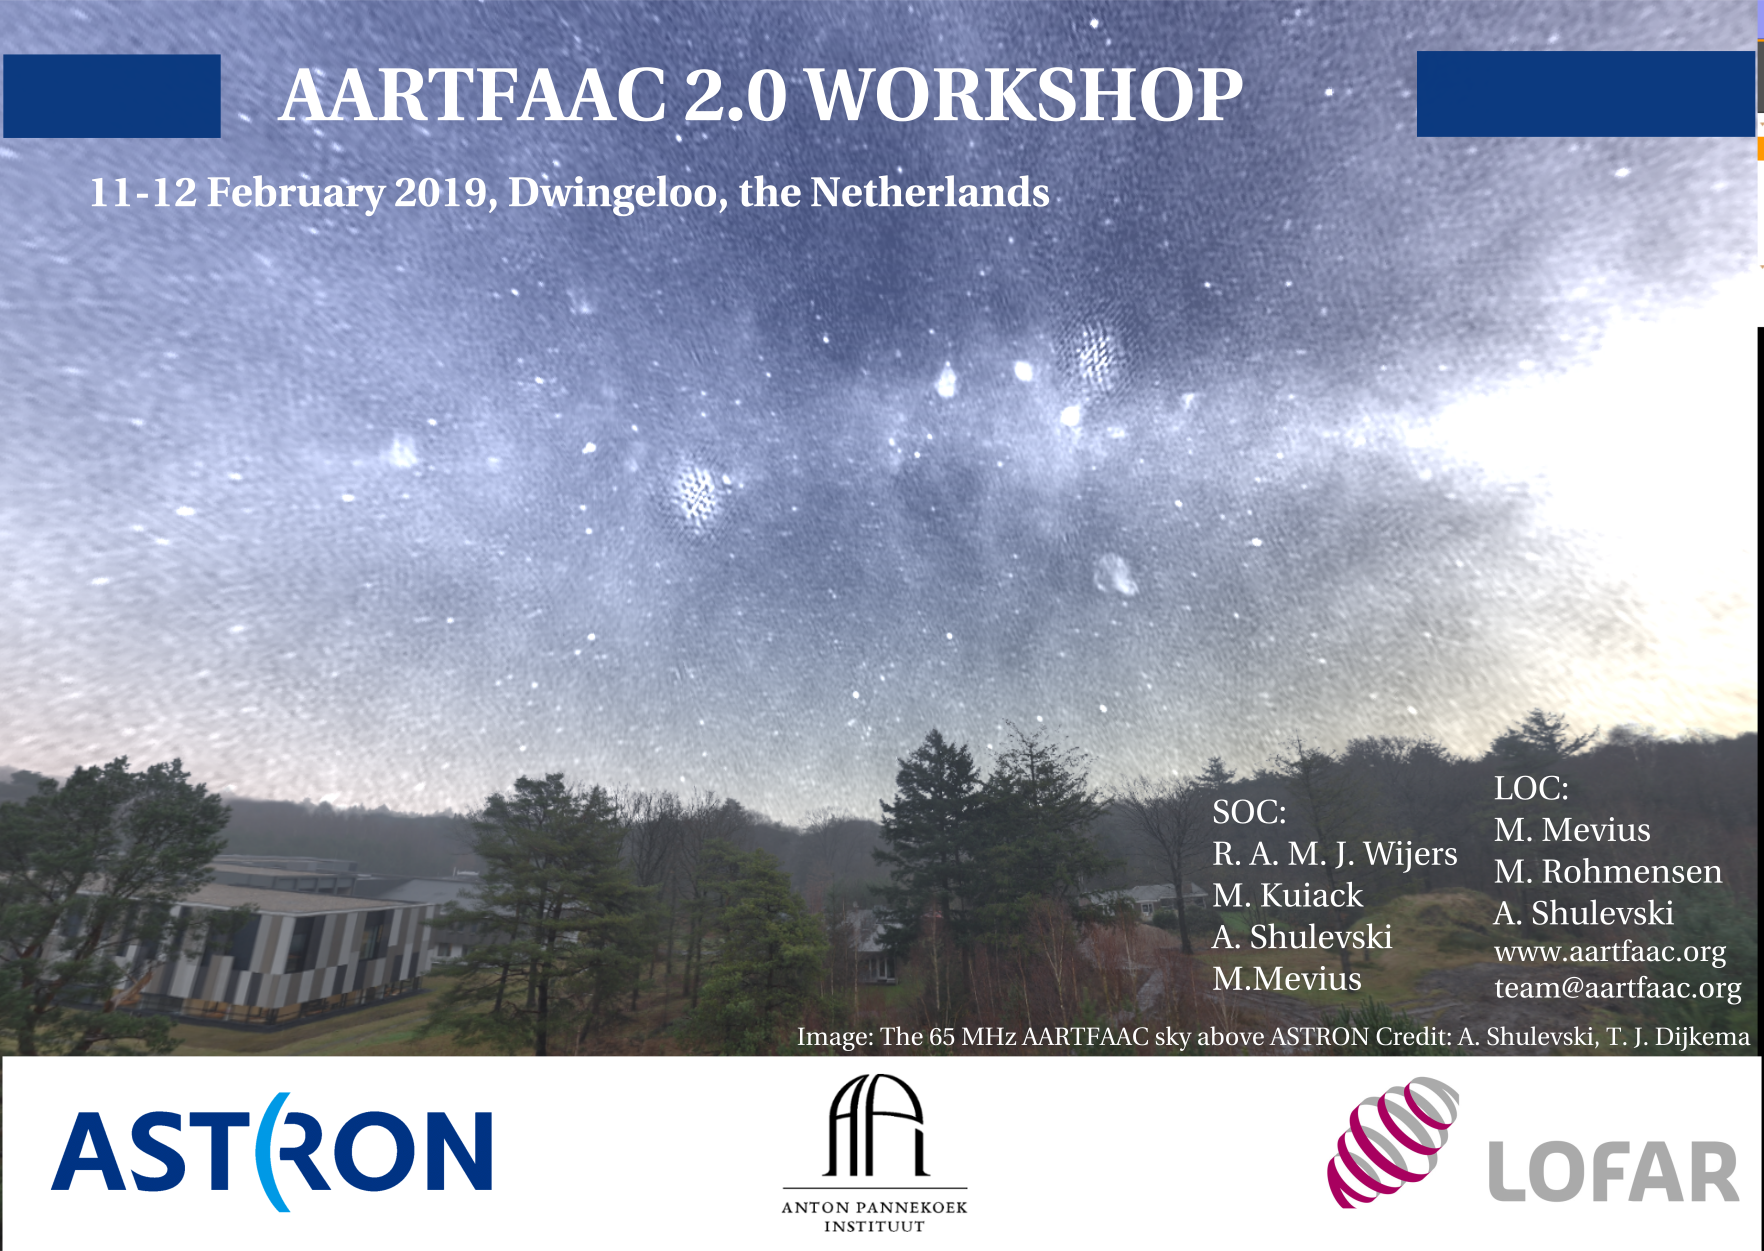 AARTFAAC 2.0 WORKSHOP
11-12 February 2019, Dwingeloo, the Netherlands
SOC:
R. A. M. J. Wijers
M. Kuiack
A. Shulevski
M.Mevius
LOC:
M. Mevius
M. Rohmensen
A. Shulevski
www.aartfaac.org
team@aartfaac.org
Image: The 65 MHz AARTFAAC sky above ASTRON Credit: A. Shulevski, T. J. Dijkema
ASTRON
ANTON PANNEKOEK
INSTITUUT
LOFAR